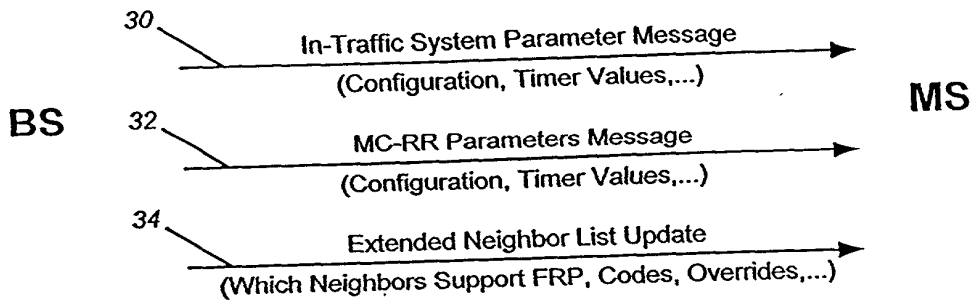 30
In-Traffic System Parameter Message
(Configuration, Timer Values,...)
BS
MS
32
MC-RR Parameters Message
(Configuration, Timer Values,...)
34
Extended Neighbor List Update
(Which Neighbors Support FRP, Codes, Overrides,...)